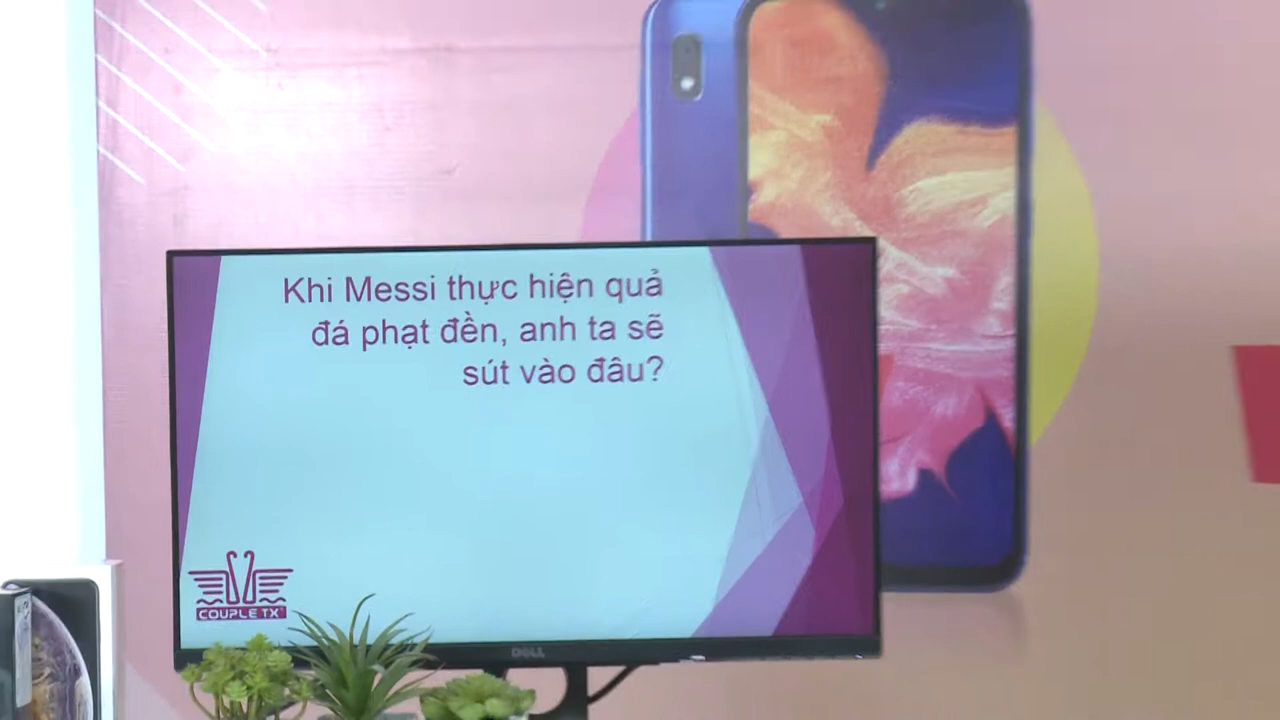 Khi Messi thực hiện quả
đá phạt đền, anh ta sẽ
sút vào đâu?
COUPLE TX
DELL